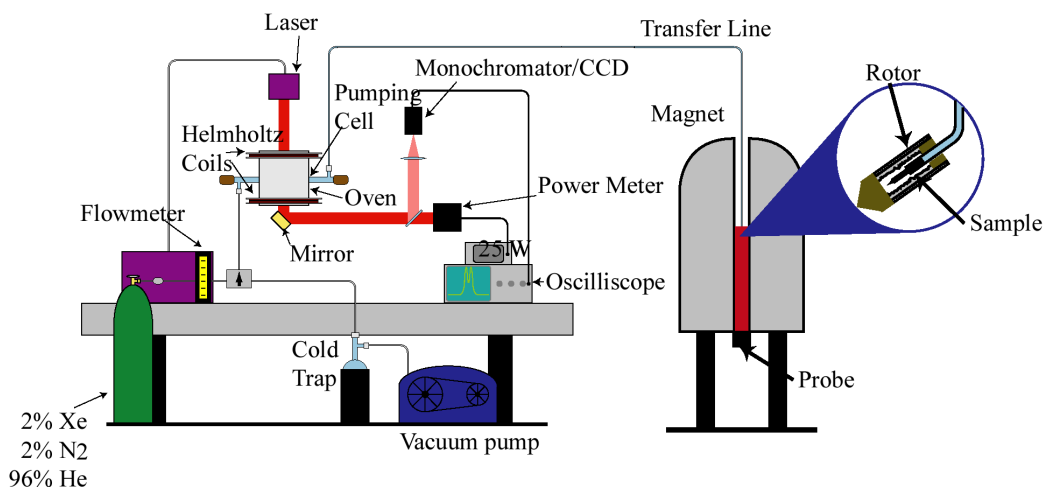 Laser
Transfer Line
Monochromator/CCD
Pumping
Cell
Helmholtz
Coils
Oven
Magnet
Rotor
Power Meter
Sample
Flowmeter
Mirror
25.W
Oscilliscope
Cold
Trap
Probe
Vacuum pump
2% Xe
2% N2
96% He